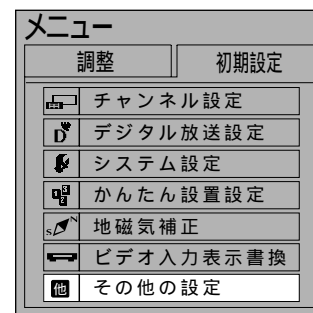 メニュー
調整 初期設定
チャンネル設定
D デジタル放送設定
システム設定
1 2 3 かんたん設置設定
S N 地磁気補正
ビデオ入力表示書換
他 その他の設定